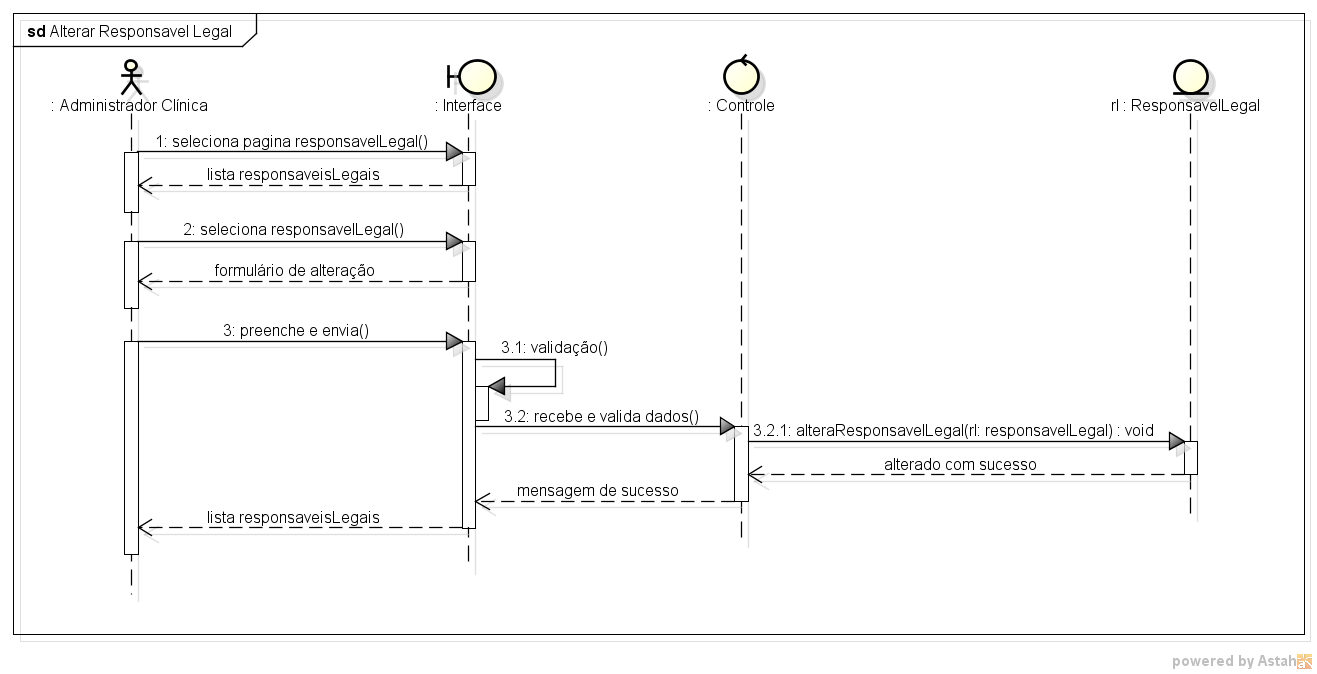 sd Alterar Responsavel Legal
: Administrador Clínica
: Interface
: Controle
rl : ResponsavelLegal
1: seleciona pagina responsavelLegal()
lista responsaveisLegais
2: seleciona responsavelLegal()
formulário de alteração
3: preenche e envia()
3.1: validação()
3.2: recebe e valida dados()
3.2.1: alteraResponsavelLegal(rl: responsavelLegal) : void
alterado com sucesso
mensagem de sucesso
lista responsaveisLegais
powered by Astah